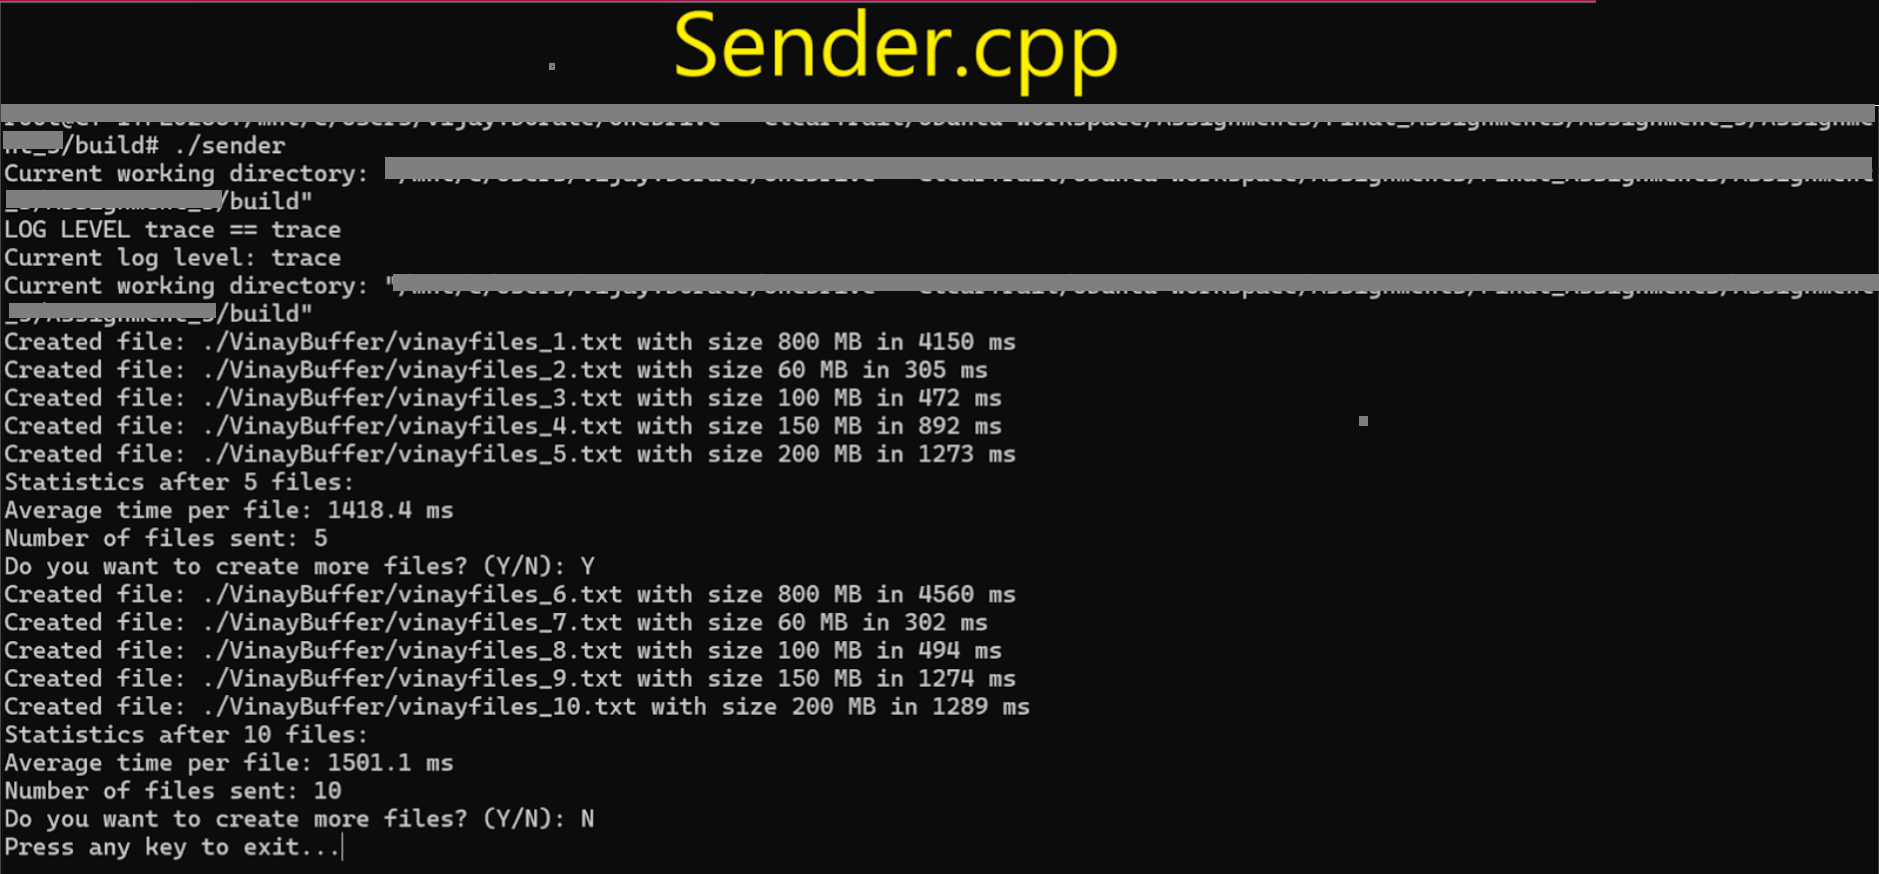 Sender.cpp
/build# ./sender
Current working directory:
/build"
LOG LEVEL trace == trace
Current log level: trace
Current working directory: "
/build"
Created file: ./VinayBuffer/vinayfiles_1.txt with size 800 MB in 4150 ms
Created file: ./VinayBuffer/vinayfiles_2.txt with size 60 MB in 305 ms
Created file: ./VinayBuffer/vinayfiles_3.txt with size 100 MB in 472 ms
Created file: ./VinayBuffer/vinayfiles_4.txt with size 150 MB in 892 ms
Created file: ./VinayBuffer/vinayfiles_5.txt with size 200 MB in 1273 ms
Statistics after 5 files:
Average time per file: 1418.4 ms
Number of files sent: 5
Do you want to create more files? (Y/N): Y
Created file: ./VinayBuffer/vinayfiles_6.txt with size 800 MB in 4560 ms
Created file: ./VinayBuffer/vinayfiles_7.txt with size 60 MB in 302 ms
Created file: ./VinayBuffer/vinayfiles_8.txt with size 100 MB in 494 ms
Created file: ./VinayBuffer/vinayfiles_9.txt with size 150 MB in 1274 ms
Created file: ./VinayBuffer/vinayfiles_10.txt with size 200 MB in 1289 ms
Statistics after 10 files:
Average time per file: 1501.1 ms
Number of files sent: 10
Do you want to create more files? (Y/N): N
Press any key to exit...